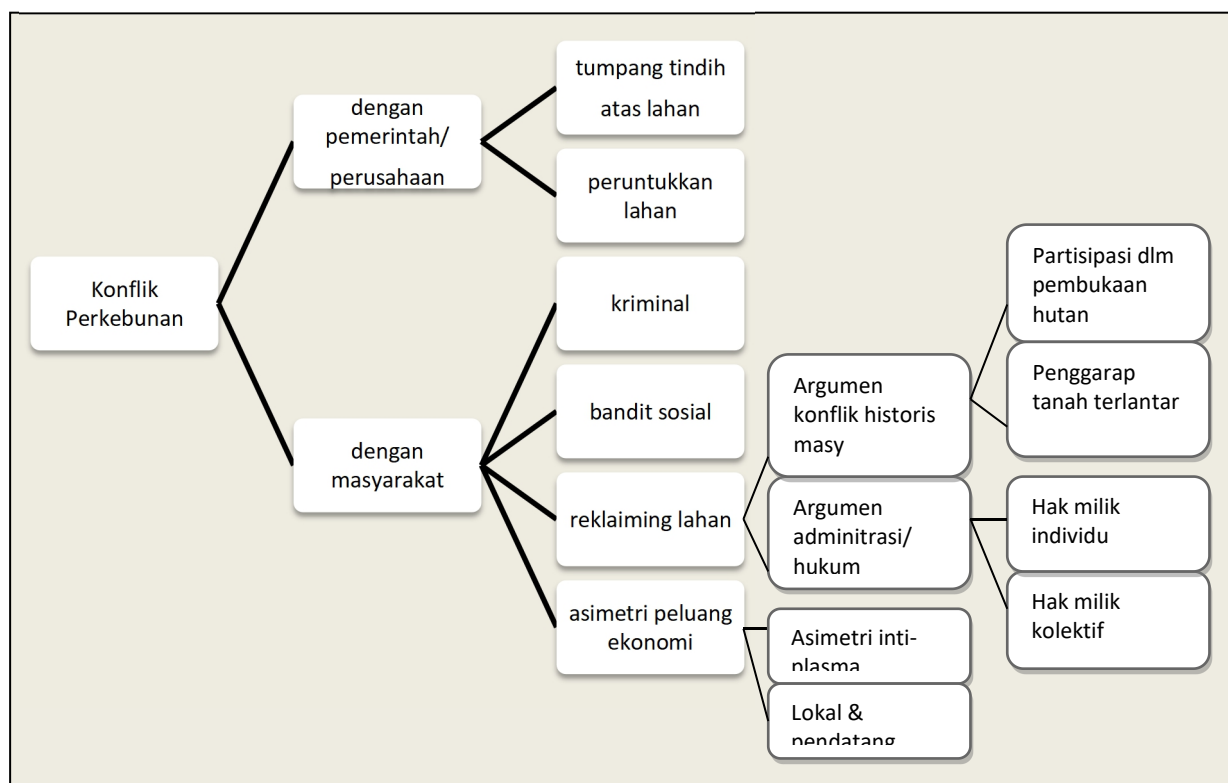 Konflik
Perkebunan
dengan
pemerintah/
perusahaan
tumpang tindih
atas lahan
peruntukkan
lahan
dengan
masyarakat
kriminal
bandit sosial
reklaiming lahan
Argumen
konflik historis
masy
Partisipasi dlm
pembukaan
hutan
Penggarap
tanah terlantar
Argumen
adminitrasi/
hukum
Hak milik
individu
Hak milik
kolektif
asimetri peluang
ekonomi
Asimetri inti-
plasma
Lokal &
pendatang